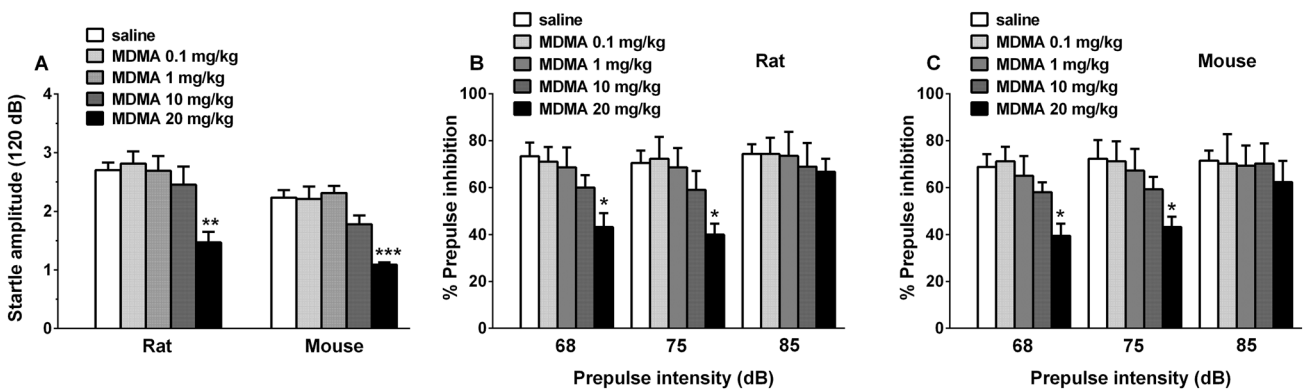 A
saline
MDMA 0.1 mg/kg
MDMA 1 mg/kg
MDMA 10 mg/kg
MDMA 20 mg/kg
Startle amplitude (120 dB)
4
3
2
1
0
**
***
Rat
Mouse
B
saline
MDMA 0.1 mg/kg
MDMA 1 mg/kg
MDMA 10 mg/kg
MDMA 20 mg/kg
Rat
% Prepulse inhibition
100
80
60
40
20
0
*
*
68
75
85
Prepulse intensity (dB)
C
saline
MDMA 0.1 mg/kg
MDMA 1 mg/kg
MDMA 10 mg/kg
MDMA 20 mg/kg
Mouse
% Prepulse inhibition
100
80
60
40
20
0
*
*
68
75
85
Prepulse intensity (dB)